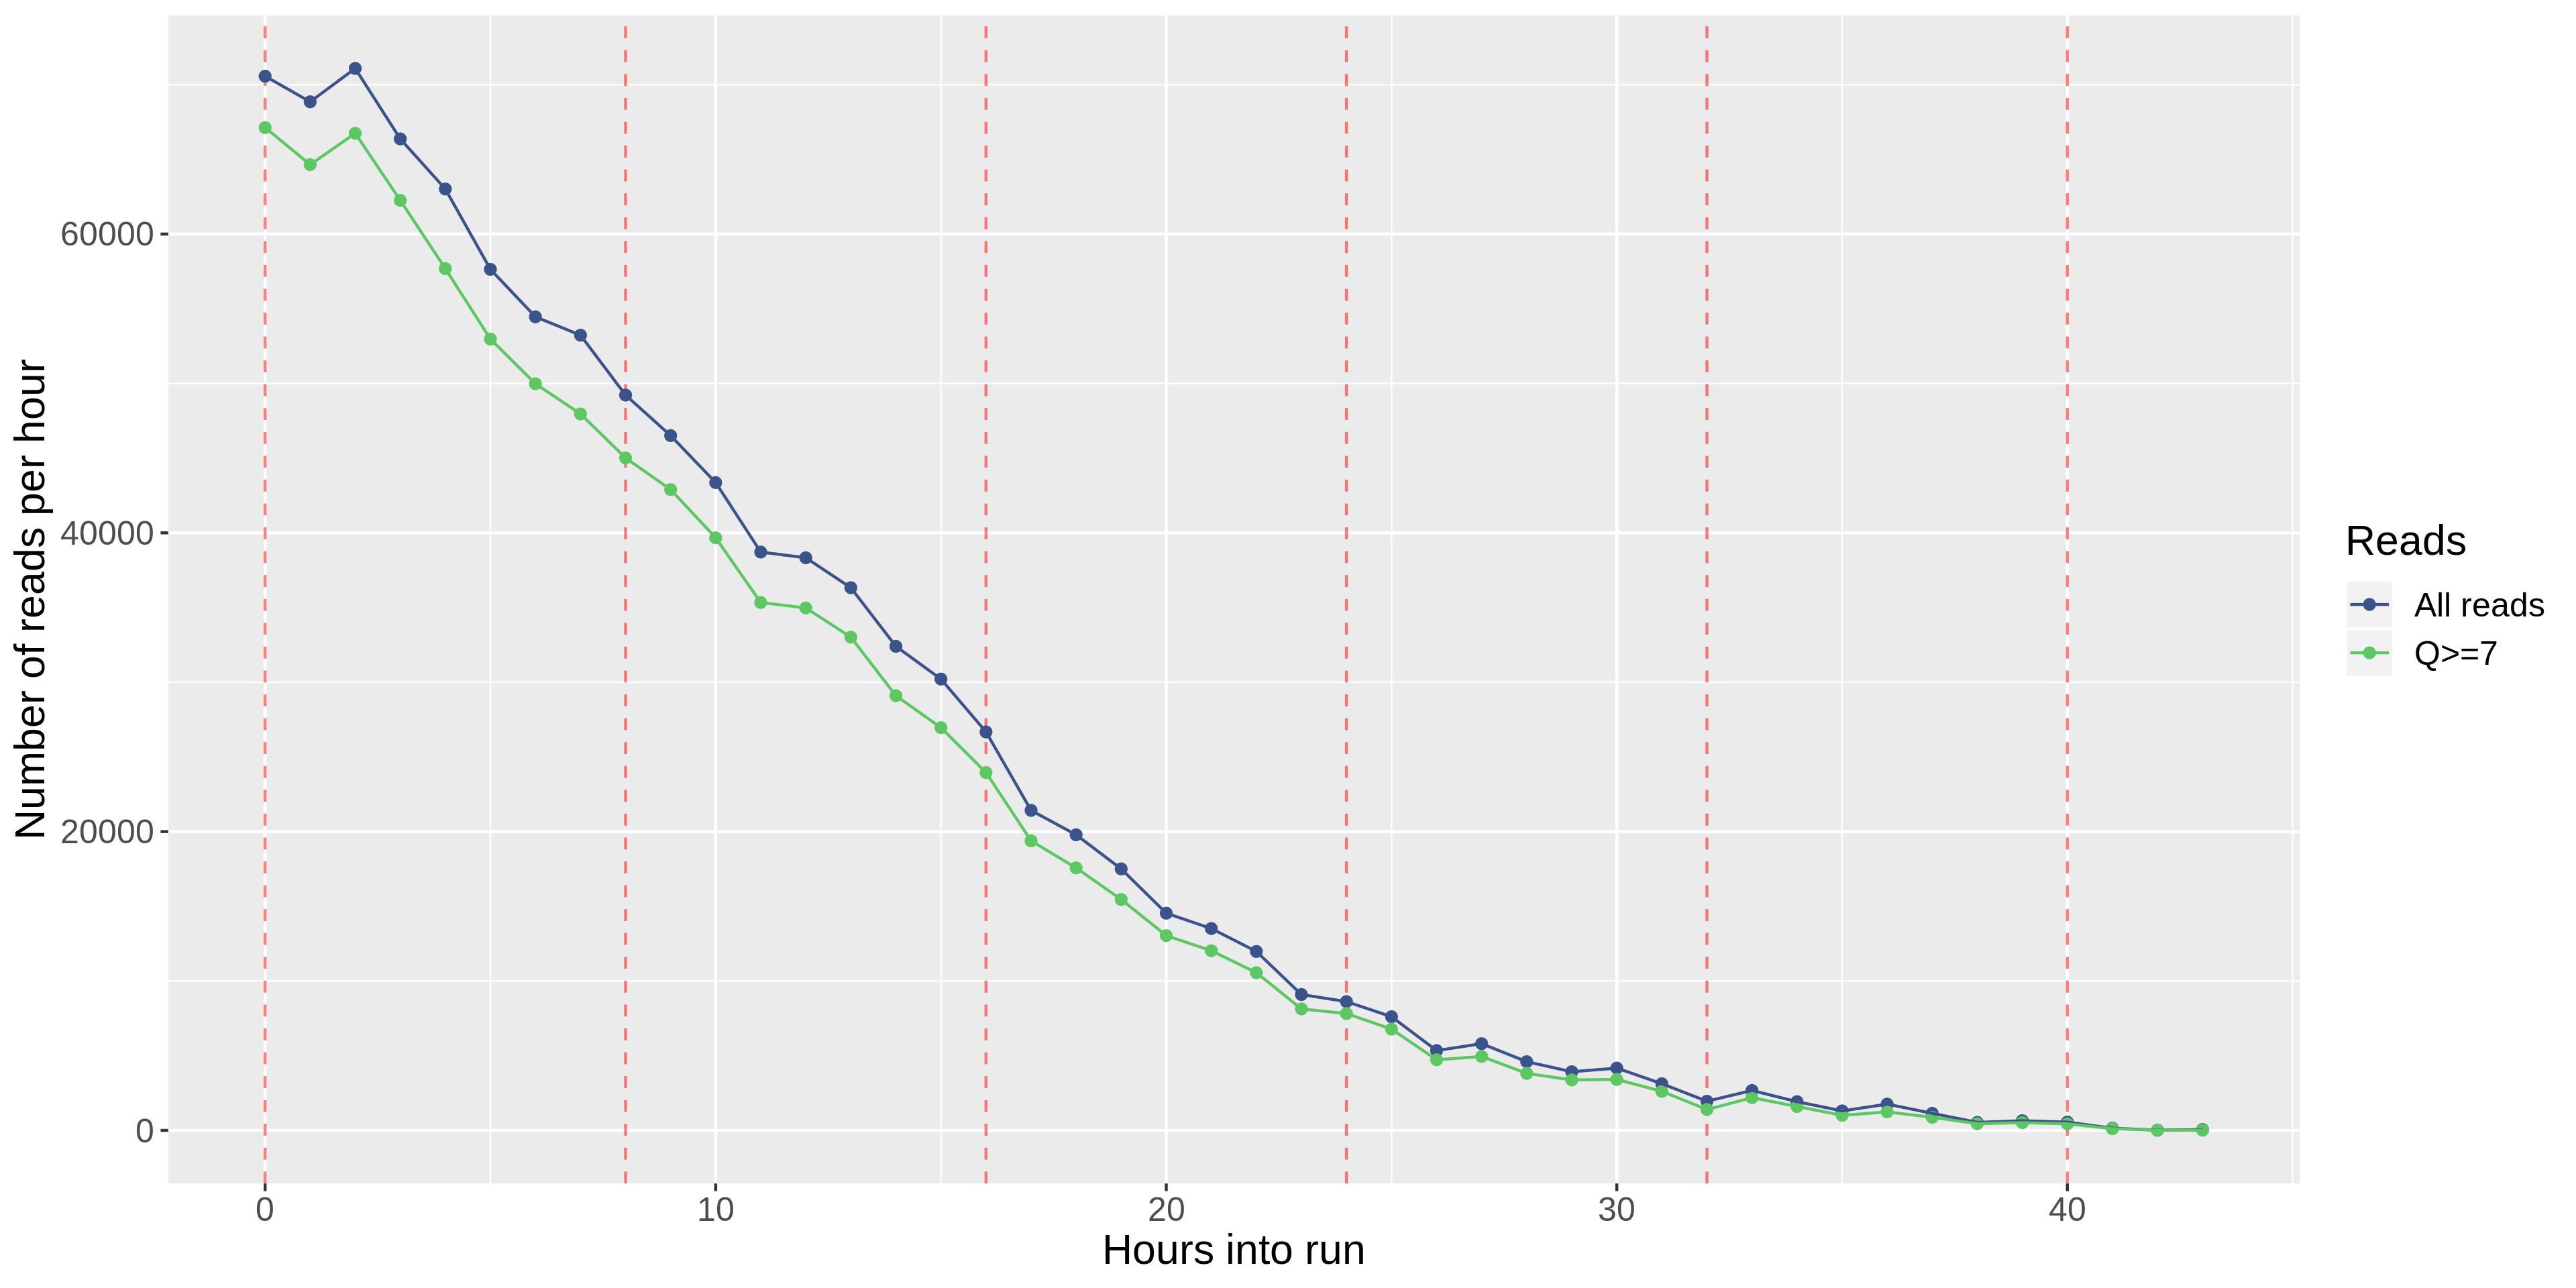 Number of reads per hour
60000
40000
20000
0
0 10 20 30 40
Hours into run
Reads
All reads
Q>=7